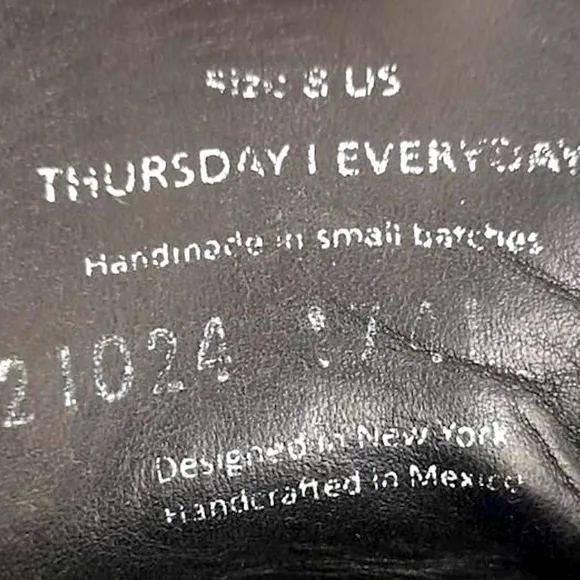 Size 8 US
THURSDAY | EVERYDAY
Handmade in small batches
21024
Designed in New York
Handcrafted in Mexico